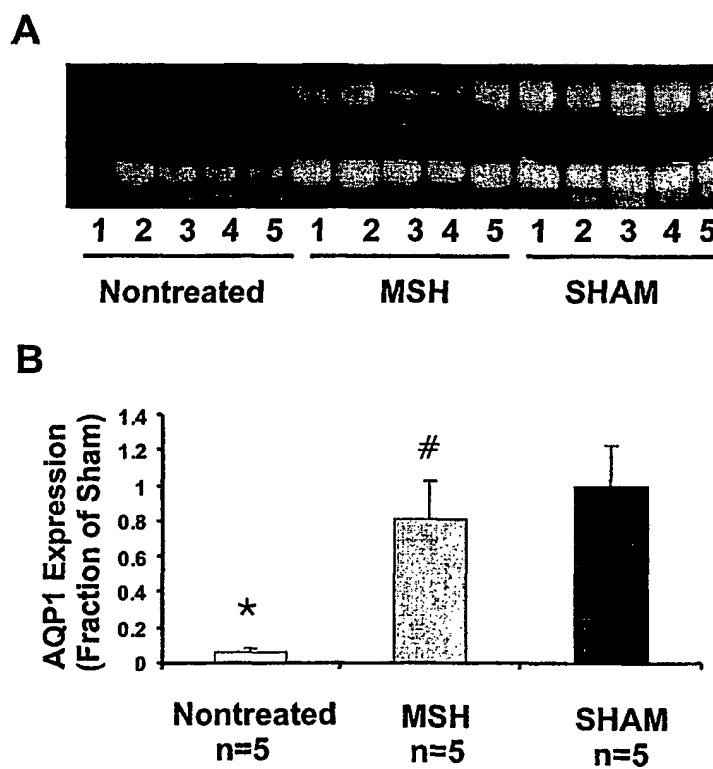 A
1 2 3 4 5 1 2 3 4 5 1 2 3 4 5
Nontreated MSH SHAM
B
AQP1 Expression
(Fraction of Sham)
1.4
1.2
1
0.8
0.6
0.4
0.2
0
*
#
Nontreated MSH SHAM
n=5 n=5 n=5